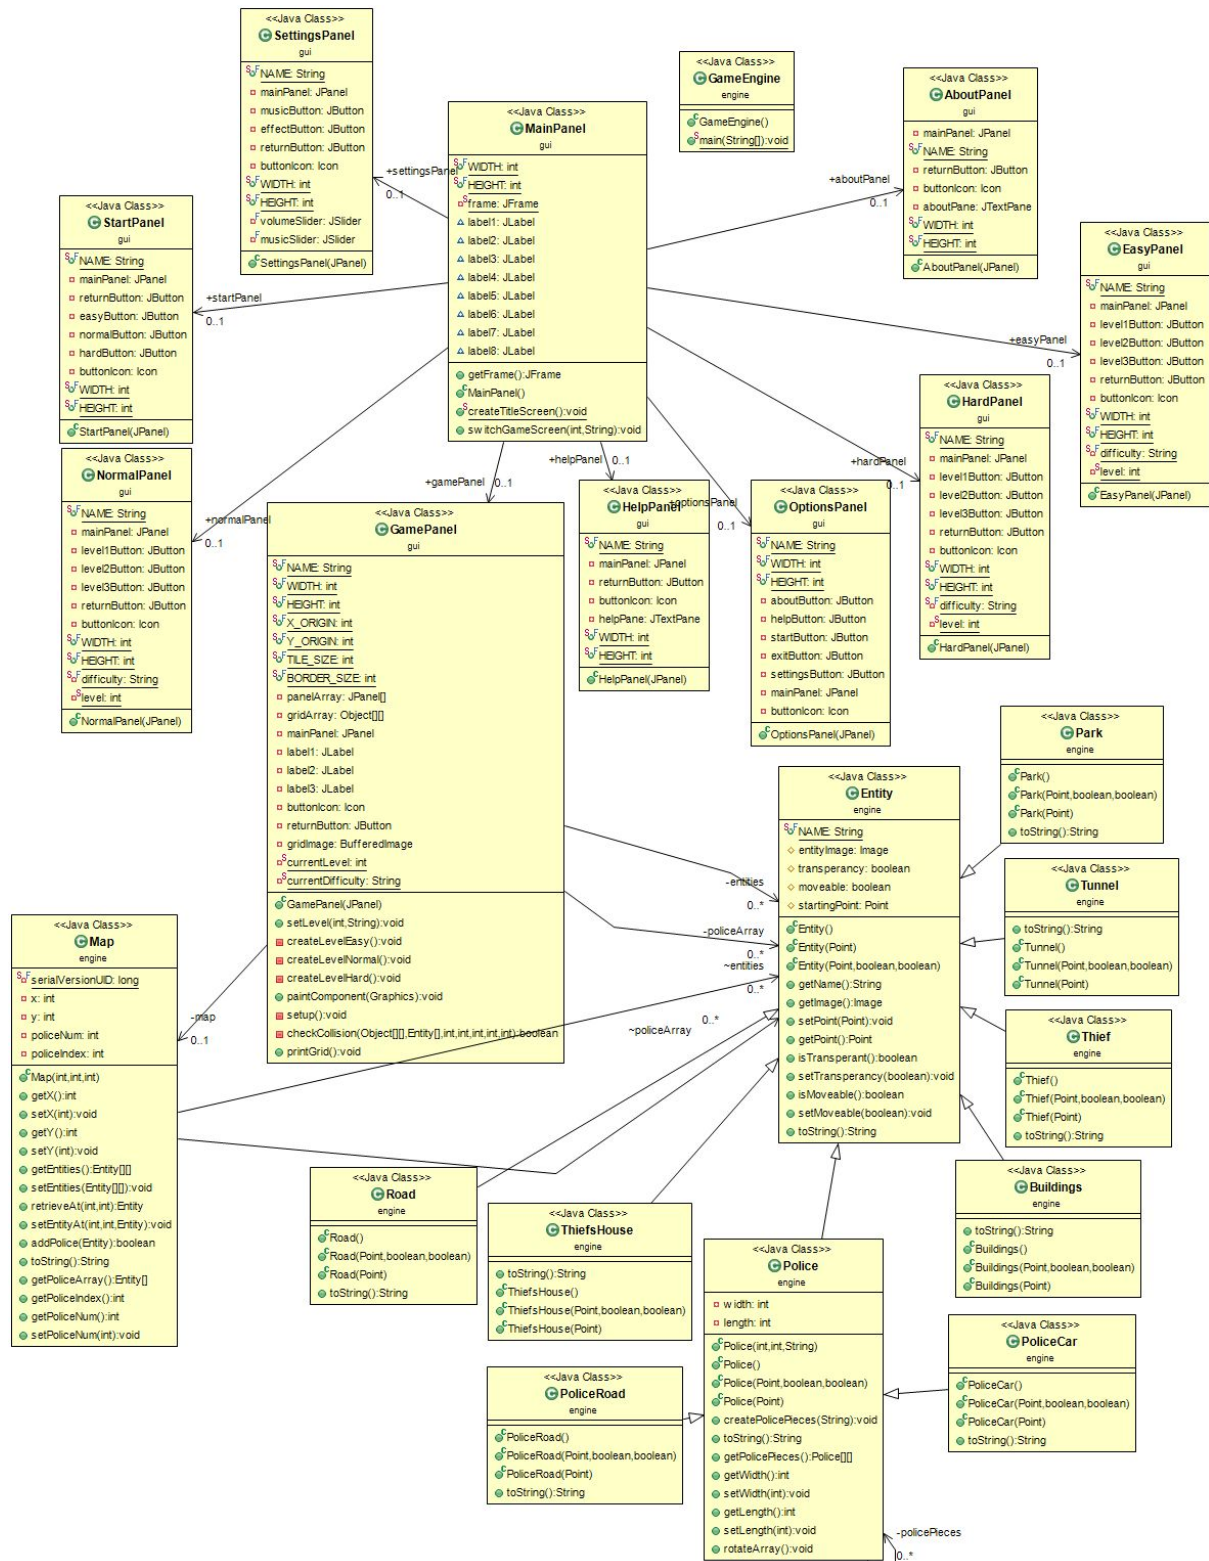 <<Java Class>>
SettingsPanel
gui
NAME: String
mainPanel: JPanel
musicButton: JButton
effectButton: JButton
returnButton: JButton
buttonIcon: Icon
WIDTH: int
HEIGHT: int
volumeSlider: JSlider
musicSlider: JSlider
SettingsPanel(JPanel)
<<Java Class>>
MainPanel
gui
WIDTH: int
HEIGHT: int
frame: JFrame
label1: JLabel
label2: JLabel
label3: JLabel
label4: JLabel
label5: JLabel
label6: JLabel
label7: JLabel
label8: JLabel
getFrame():JFrame
MainPanel()
createTitleScreen():void
switchGameScreen(int,String):void
<<Java Class>>
GameEngine
engine
GameEngine()
main(String[]):void
<<Java Class>>
AboutPanel
gui
mainPanel: JPanel
NAME: String
returnButton: JButton
buttonIcon: Icon
aboutPane: JTextPane
WIDTH: int
HEIGHT: int
AboutPanel(JPanel)
+settingsPanel
0..1
+aboutPanel
0..1
<<Java Class>>
StartPanel
gui
NAME: String
mainPanel: JPanel
returnButton: JButton
easyButton: JButton
normalButton: JButton
hardButton: JButton
buttonIcon: Icon
WIDTH: int
HEIGHT: int
StartPanel(JPanel)
+startPanel
0..1
<<Java Class>>
EasyPanel
gui
NAME: String
mainPanel: JPanel
level1Button: JButton
level2Button: JButton
level3Button: JButton
returnButton: JButton
buttonIcon: Icon
WIDTH: int
HEIGHT: int
difficulty: String
level: int
EasyPanel(JPanel)
+easyPanel
0..1
<<Java Class>>
HardPanel
gui
NAME: String
mainPanel: JPanel
level1Button: JButton
level2Button: JButton
level3Button: JButton
returnButton: JButton
buttonIcon: Icon
WIDTH: int
HEIGHT: int
difficulty: String
level: int
HardPanel(JPanel)
+hardPanel
0..1
<<Java Class>>
NormalPanel
gui
NAME: String
mainPanel: JPanel
level1Button: JButton
level2Button: JButton
level3Button: JButton
returnButton: JButton
buttonIcon: Icon
WIDTH: int
HEIGHT: int
difficulty: String
level: int
NormalPanel(JPanel)
+normalPanel
0..1
+gamePanel
0..1
+helpPanel
0..1
+optionsPanel
0..1
<<Java Class>>
GamePanel
gui
NAME: String
WIDTH: int
HEIGHT: int
X_ORIGIN: int
Y_ORIGIN: int
TILE_SIZE: int
BORDER_SIZE: int
panelArray: JPanel[]
gridArray: Object[][]
mainPanel: JPanel
label1: JLabel
label2: JLabel
label3: JLabel
buttonIcon: Icon
returnButton: JButton
gridImage: BufferedImage
currentLevel: int
currentDifficulty: String
GamePanel(JPanel)
setLevel(int,String):void
createLevelEasy():void
createLevelNormal():void
createLevelHard():void
paintComponent(Graphics):void
setup():void
checkCollision(Object[][],Entity[],int,int,int,int,int):boolean
printGrid():void
<<Java Class>>
HelpPanel
gui
NAME: String
mainPanel: JPanel
returnButton: JButton
buttonIcon: Icon
helpPane: JTextPane
WIDTH: int
HEIGHT: int
HelpPanel(JPanel)
<<Java Class>>
OptionsPanel
gui
NAME: String
WIDTH: int
HEIGHT: int
aboutButton: JButton
helpButton: JButton
startButton: JButton
exitButton: JButton
settingsButton: JButton
mainPanel: JPanel
buttonIcon: Icon
OptionsPanel(JPanel)
<<Java Class>>
Park
engine
Park()
Park(Point,boolean,boolean)
Park(Point)
toString():String
<<Java Class>>
Entity
engine
NAME: String
entityImage: Image
transperancy: boolean
moveable: boolean
startingPoint: Point
Entity()
Entity(Point)
Entity(Point,boolean,boolean)
getName():String
getImage():Image
setPoint(Point):void
getPoint():Point
isTransperant():boolean
setTransperancy(boolean):void
isMoveable():boolean
setMoveable(boolean):void
toString():String
-entities
0..*
-policeArray
0..*
~entities
0..*
~policeArray
0..*
<<Java Class>>
Tunnel
engine
toString():String
Tunnel()
Tunnel(Point,boolean,boolean)
Tunnel(Point)
<<Java Class>>
Map
engine
serialVersionUID: long
x: int
y: int
policeNum: int
policeIndex: int
Map(int,int,int)
getX():int
setX(int):void
getY():int
setY(int):void
getEntities():Entity[][]
setEntities(Entity[][]):void
retrieveAt(int,int):Entity
setEntityAt(int,int,Entity):void
addPolice(Entity):boolean
toString():String
getPoliceArray():Entity[]
getPoliceIndex():int
getPoliceNum():int
setPoliceNum(int):void
-map
0..1
<<Java Class>>
Thief
engine
Thief()
Thief(Point,boolean,boolean)
Thief(Point)
toString():String
<<Java Class>>
Buildings
engine
toString():String
Buildings()
Buildings(Point,boolean,boolean)
Buildings(Point)
<<Java Class>>
Road
engine
Road()
Road(Point,boolean,boolean)
Road(Point)
toString():String
<<Java Class>>
ThiefsHouse
engine
toString():String
ThiefsHouse()
ThiefsHouse(Point,boolean,boolean)
ThiefsHouse(Point)
<<Java Class>>
Police
engine
width: int
length: int
Police(int,int,String)
Police()
Police(Point,boolean,boolean)
Police(Point)
createPolicePieces(String):void
toString():String
getPolicePieces():Police[][]
getWidth():int
setWidth(int):void
getLength():int
setLength(int):void
rotateArray():void
<<Java Class>>
PoliceCar
engine
PoliceCar()
PoliceCar(Point,boolean,boolean)
PoliceCar(Point)
toString():String
<<Java Class>>
PoliceRoad
engine
PoliceRoad()
PoliceRoad(Point,boolean,boolean)
PoliceRoad(Point)
toString():String
-policePieces
0..*